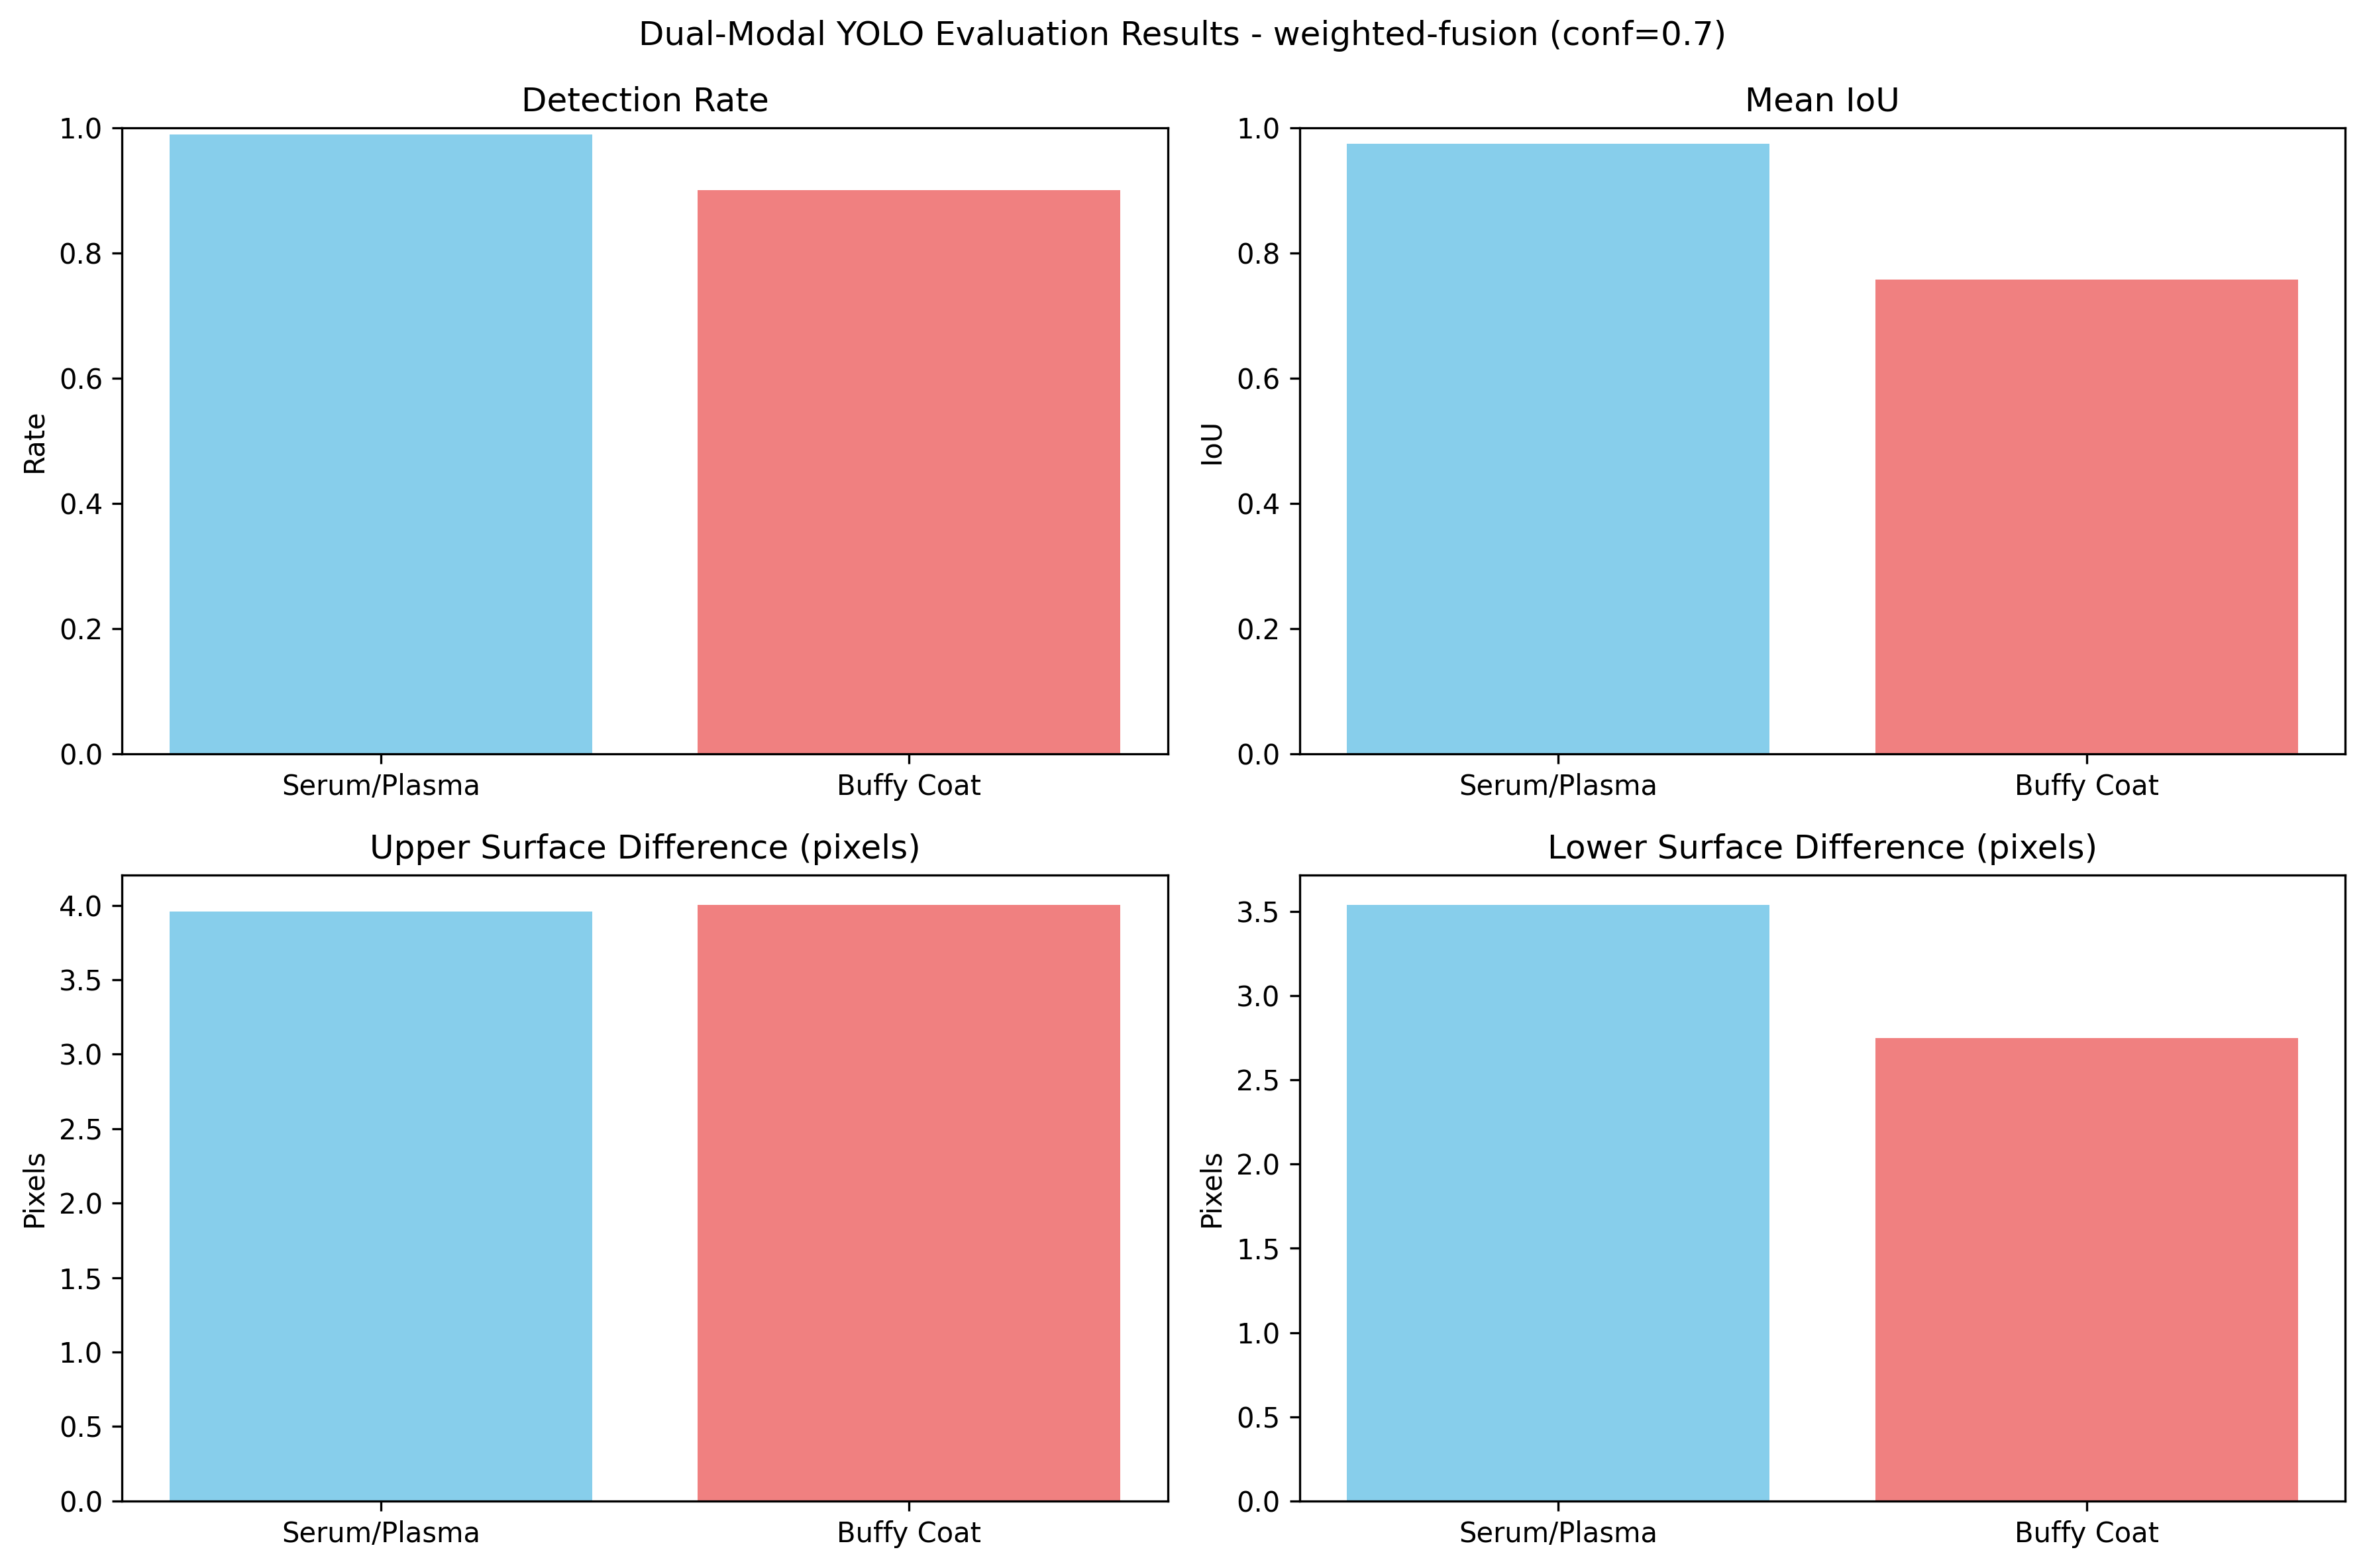 Dual-Modal YOLO Evaluation Results - weighted-fusion (conf=0.7)
Detection Rate
1.0
0.8
0.6
0.4
0.2
0.0
Rate
Serum/Plasma
Buffy Coat
Mean IoU
1.0
0.8
0.6
0.4
0.2
0.0
IoU
Serum/Plasma
Buffy Coat
Upper Surface Difference (pixels)
4.0
3.5
3.0
2.5
2.0
1.5
1.0
0.5
0.0
Pixels
Serum/Plasma
Buffy Coat
Lower Surface Difference (pixels)
3.5
3.0
2.5
2.0
1.5
1.0
0.5
0.0
Pixels
Serum/Plasma
Buffy Coat